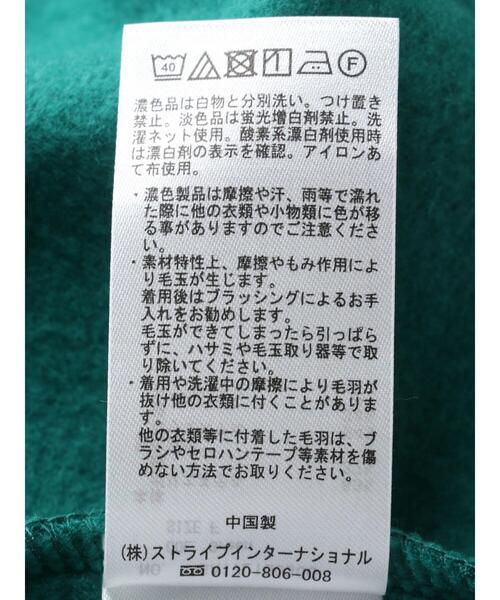 40 1 F
濃色品は白物と分別洗い。つけ置き
禁止。淡色品は蛍光増白剤禁止。洗
濯ネット使用。酸素系漂白剤使用時
は漂白剤の表示を確認。アイロンあ
て布使用。
・濃色製品は摩擦や汗、雨等で濡れ
た際に他の衣類や小物類に色が移
る事がありますのでご注意くださ
い。
・素材特性上、摩擦やもみ作用によ
り毛玉が生じます。
着用後はブラッシングによるお手
入れをお勧めします。
毛玉ができてしまったら引っぱら
ずに、ハサミや毛玉取り器等で取
り除いてください。
・着用や洗濯中の摩擦により毛羽が
抜け他の衣類に付くことがありま
す。
他の衣類等に付着した毛羽は、ブ
ラシやセロハンテープ等素材を傷
めない方法でお取りください。
中国製
(株)ストライプインターナショナル
0120-806-008